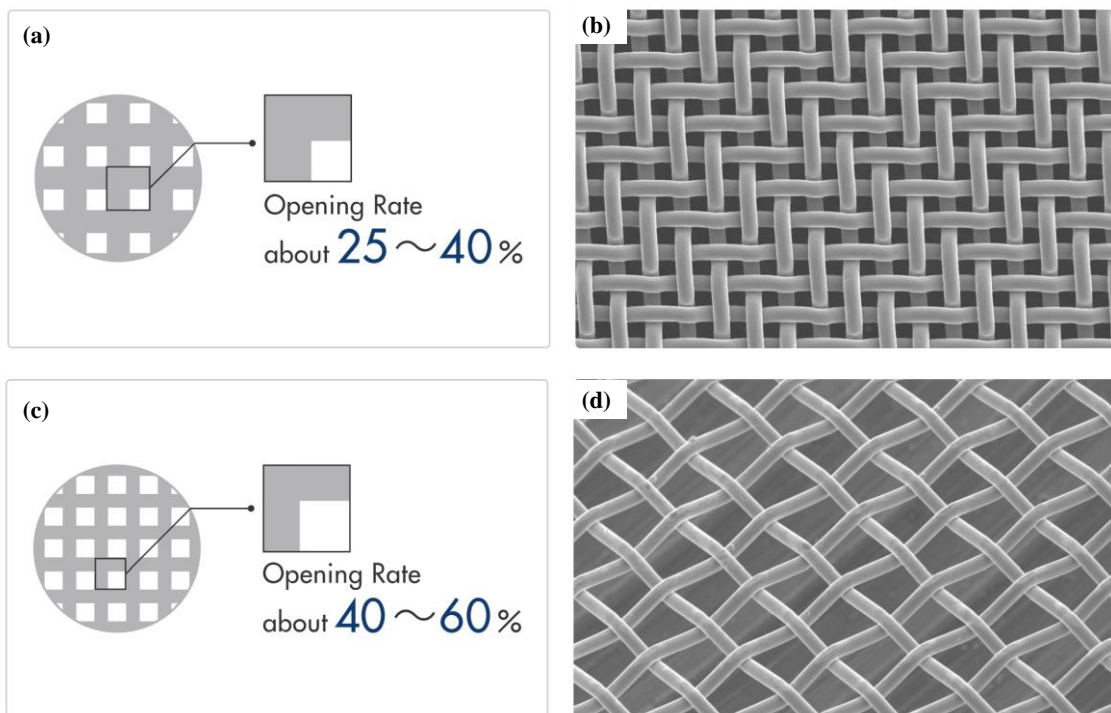 (a)
Opening Rate
about 25～40 %
(b)
(c)
Opening Rate
about 40～60 %
(d)